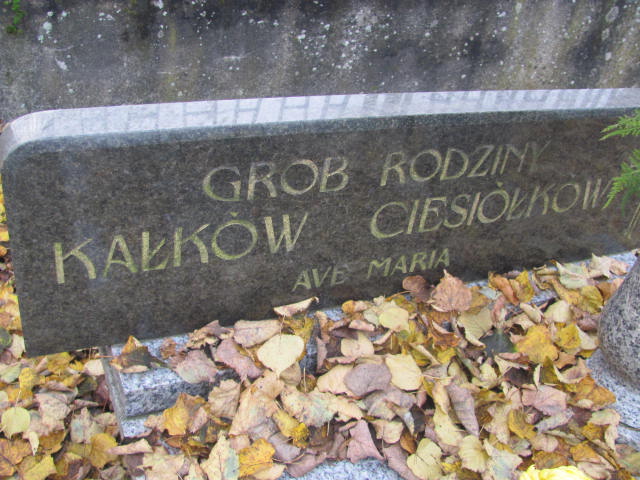 GROB RODZINY
KAŁKÓW CIESIÓŁKÓW
AVE MARIA